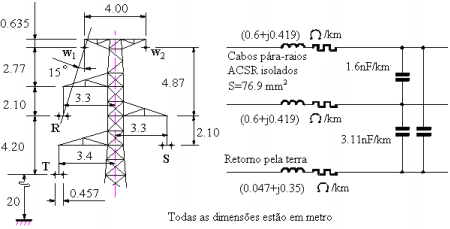 4.00
0.635
w1
w2
2.77
15°
4.87
3.3
2.10
R
3.3
2.10
4.20
S
3.4
T
0.457
20
(0.6+j0.419) Ω/km
Cabos pára-raios
ACSR isolados
S=76.9 mm²
1.6nF/km
(0.6+j0.419) Ω/km
3.11nF/km
Retorno pela terra
(0.047+j0.35) Ω/km
Todas as dimensões estão em metro